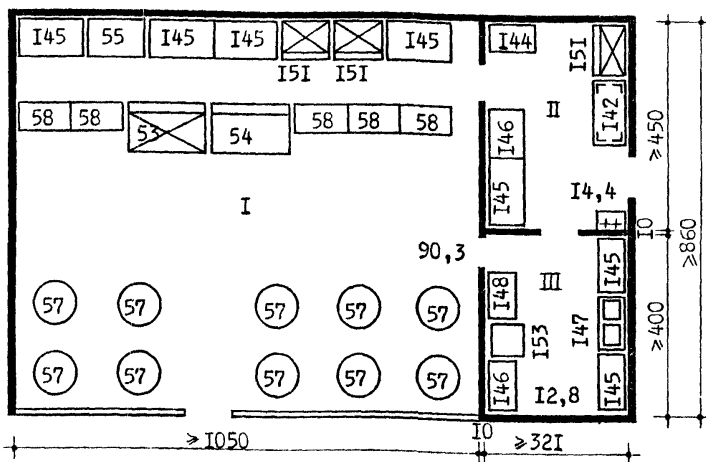 I45 55 I45 I45 I45
I5I I5I
58 58 53 54 58 58 58
I
90,3
57 57 57 57 57
57 57 57 57 57
I44 I5I
II I42
I46
I45 I4,4
I48 III I45
I53 I47
I46 I2,8 I45
≥450
I0
≥860
≥400
≥I050 I0 ≥32I